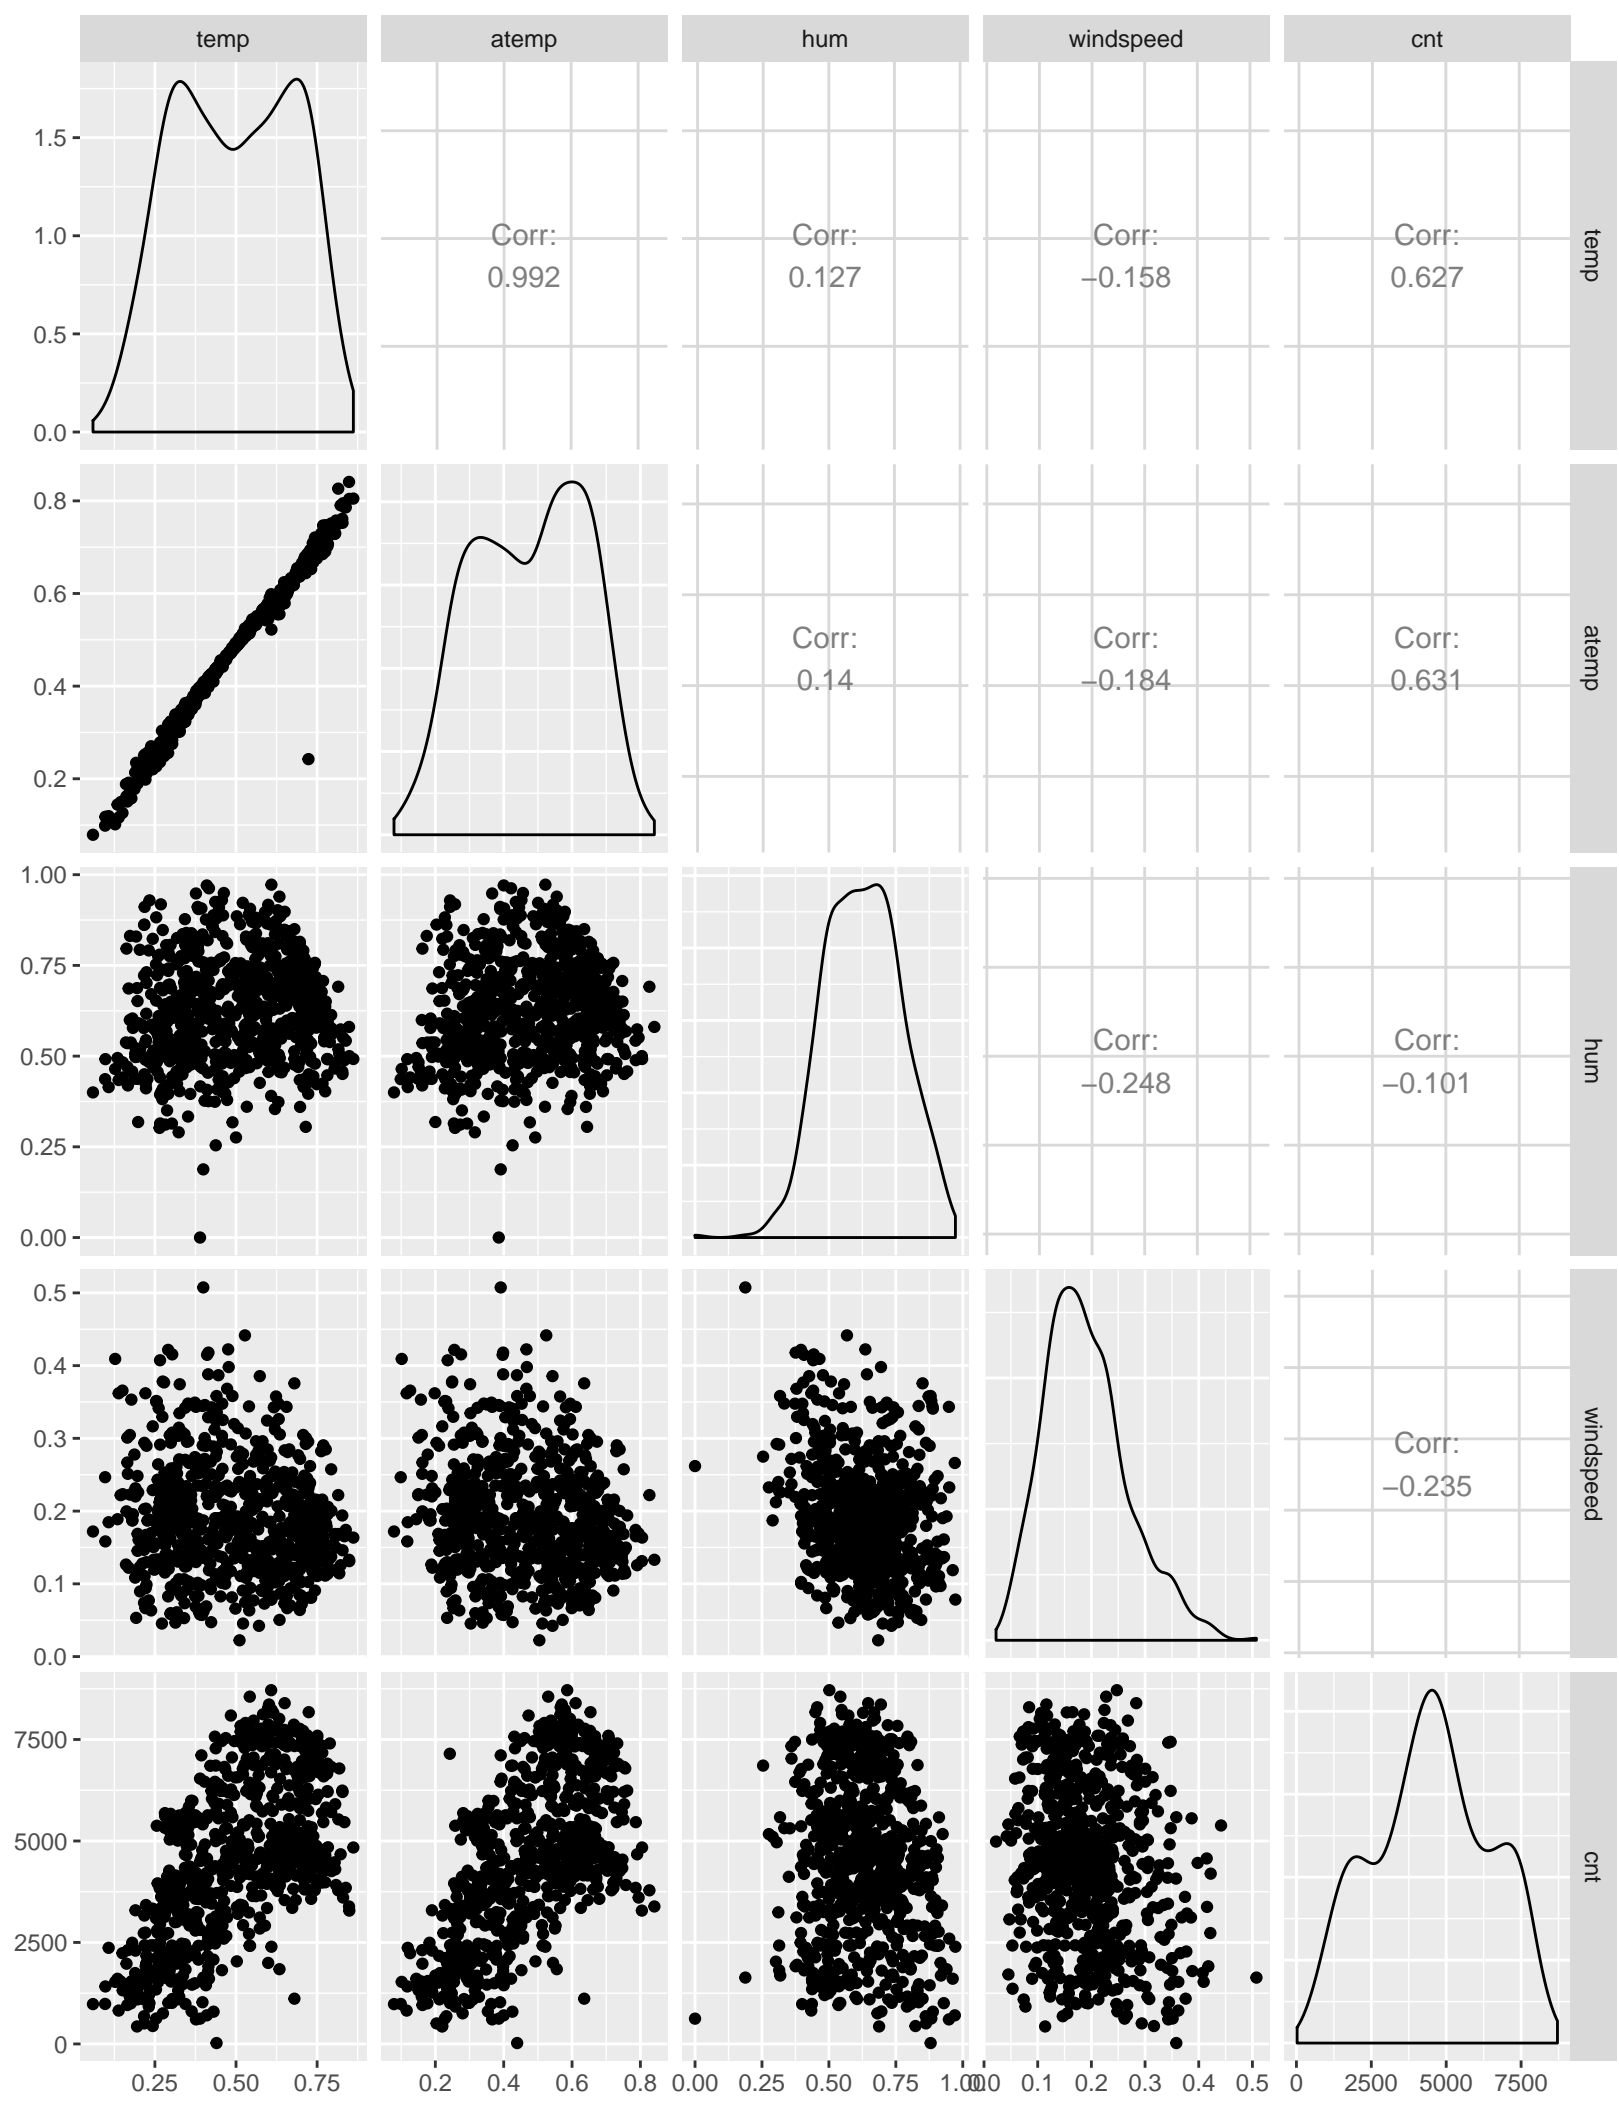 temp atemp hum windspeed cnt
1.5
1.0
0.5
0.0
Corr:
0.992
Corr:
0.127
Corr:
−0.158
Corr:
0.627
temp
0.8
0.6
0.4
0.2
Corr:
0.14
Corr:
−0.184
Corr:
0.631
atemp
1.00
0.75
0.50
0.25
0.00
Corr:
−0.248
Corr:
−0.101
hum
0.5
0.4
0.3
0.2
0.1
0.0
Corr:
−0.235
windspeed
7500
5000
2500
0
cnt
0.25 0.50 0.75
0.2 0.4 0.6 0.8
0.00 0.25 0.50 0.75 1.00
0.0 0.1 0.2 0.3 0.4 0.5
0 2500 5000 7500